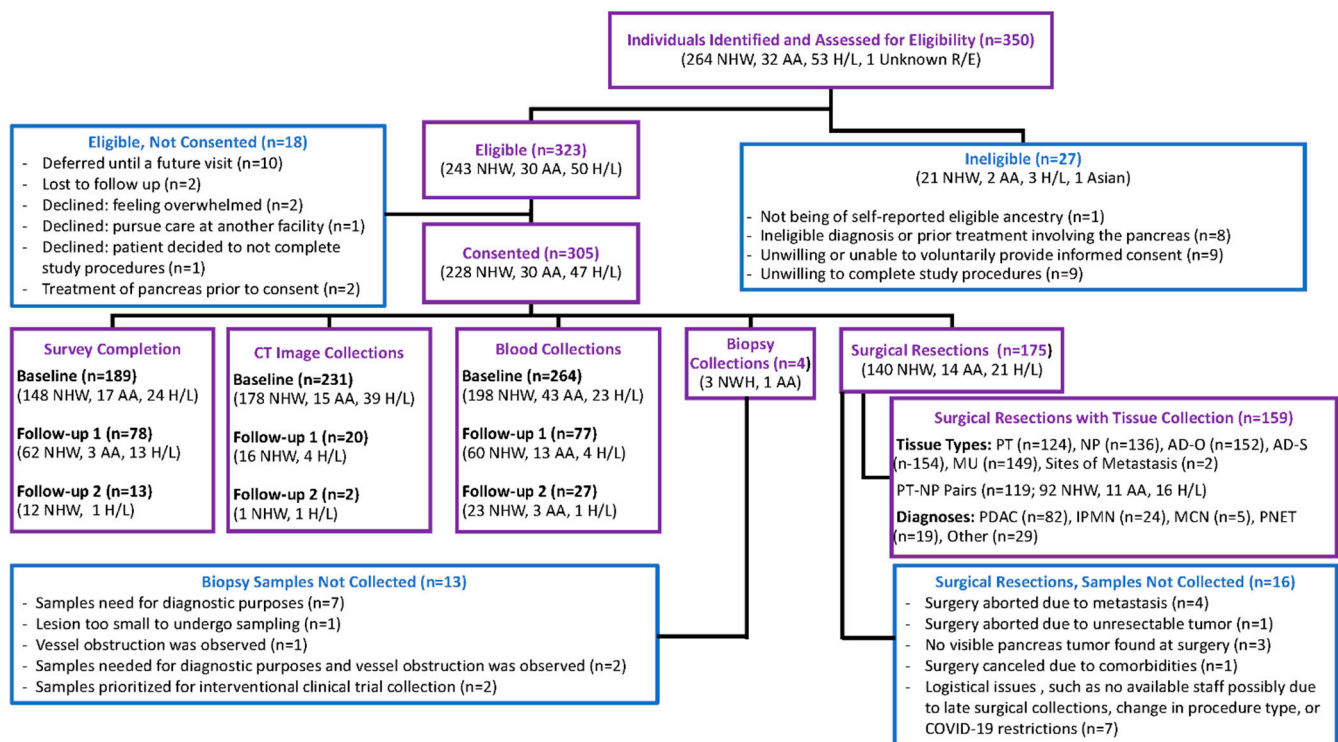 Individuals Identified and Assessed for Eligibility (n=350)
(264 NHW, 32 AA, 53 H/L, 1 Unknown R/E)
Eligible, Not Consented (n=18)
- Deferred until a future visit (n=10)
- Lost to follow up (n=2)
- Declined: feeling overwhelmed (n=2)
- Declined: pursue care at another facility (n=1)
- Declined: patient decided to not complete
study procedures (n=1)
- Treatment of pancreas prior to consent (n=2)
Eligible (n=323)
(243 NHW, 30 AA, 50 H/L)
Ineligible (n=27)
(21 NHW, 2 AA, 3 H/L, 1 Asian)
- Not being of self-reported eligible ancestry (n=1)
- Ineligible diagnosis or prior treatment involving the pancreas (n=8)
- Unwilling or unable to voluntarily provide informed consent (n=9)
- Unwilling to complete study procedures (n=9)
Consented (n=305)
(228 NHW, 30 AA, 47 H/L)
Survey Completion
Baseline (n=189)
(148 NHW, 17 AA, 24 H/L)
Follow-up 1 (n=78)
(62 NHW, 3 AA, 13 H/L)
Follow-up 2 (n=13)
(12 NHW, 1 H/L)
CT Image Collections
Baseline (n=231)
(178 NHW, 15 AA, 39 H/L)
Follow-up 1 (n=20)
(16 NHW, 4 H/L)
Follow-up 2 (n=2)
(1 NHW, 1 H/L)
Blood Collections
Baseline (n=264)
(198 NHW, 43 AA, 23 H/L)
Follow-up 1 (n=77)
(60 NHW, 13 AA, 4 H/L)
Follow-up 2 (n=27)
(23 NHW, 3 AA, 1 H/L)
Biopsy
Collections (n=4)
(3 NWH, 1 AA)
Surgical Resections (n=175)
(140 NHW, 14 AA, 21 H/L)
Surgical Resections with Tissue Collection (n=159)
Tissue Types: PT (n=124), NP (n=136), AD-O (n=152), AD-S
(n-154), MU (n=149), Sites of Metastasis (n=2)
PT-NP Pairs (n=119; 92 NHW, 11 AA, 16 H/L)
Diagnoses: PDAC (n=82), IPMN (n=24), MCN (n=5), PNET
(n=19), Other (n=29)
Biopsy Samples Not Collected (n=13)
- Samples need for diagnostic purposes (n=7)
- Lesion too small to undergo sampling (n=1)
- Vessel obstruction was observed (n=1)
- Samples needed for diagnostic purposes and vessel obstruction was observed (n=2)
- Samples prioritized for interventional clinical trial collection (n=2)
Surgical Resections, Samples Not Collected (n=16)
- Surgery aborted due to metastasis (n=4)
- Surgery aborted due to unresectable tumor (n=1)
- No visible pancreas tumor found at surgery (n=3)
- Surgery canceled due to comorbidities (n=1)
- Logistical issues , such as no available staff possibly due
to late surgical collections, change in procedure type, or
COVID-19 restrictions (n=7)